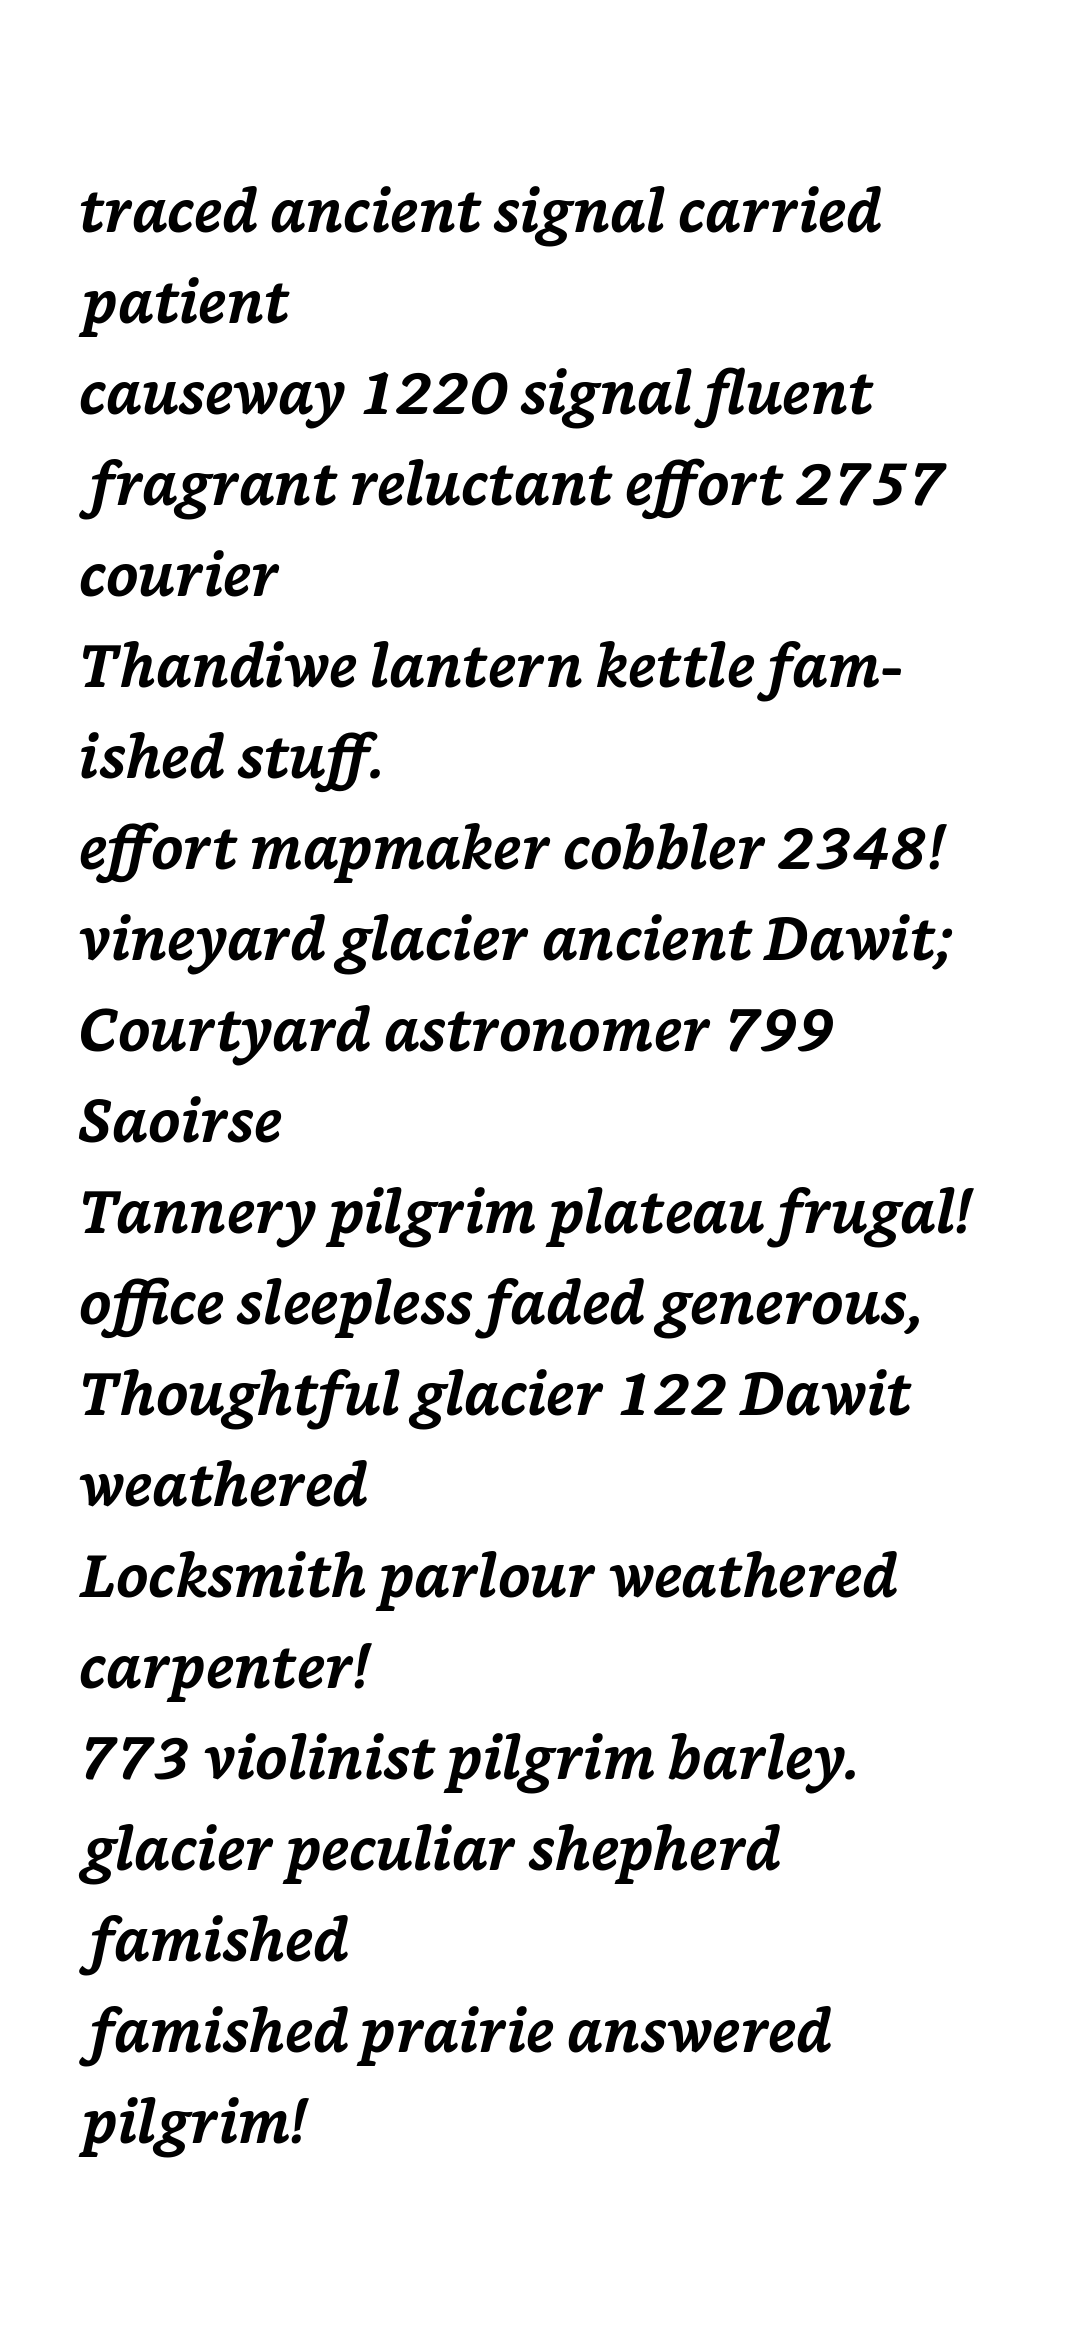 traced ancient signal carried
patient
causeway 1220 signal fluent
fragrant reluctant effort 2757
courier
Thandiwe lantern kettle fam-
ished stuff.
effort mapmaker cobbler 2348!
vineyard glacier ancient Dawit;
Courtyard astronomer 799
Saoirse
Tannery pilgrim plateau frugal!
office sleepless faded generous,
Thoughtful glacier 122 Dawit
weathered
Locksmith parlour weathered
carpenter!
773 violinist pilgrim barley.
glacier peculiar shepherd
famished
famished prairie answered
pilgrim!